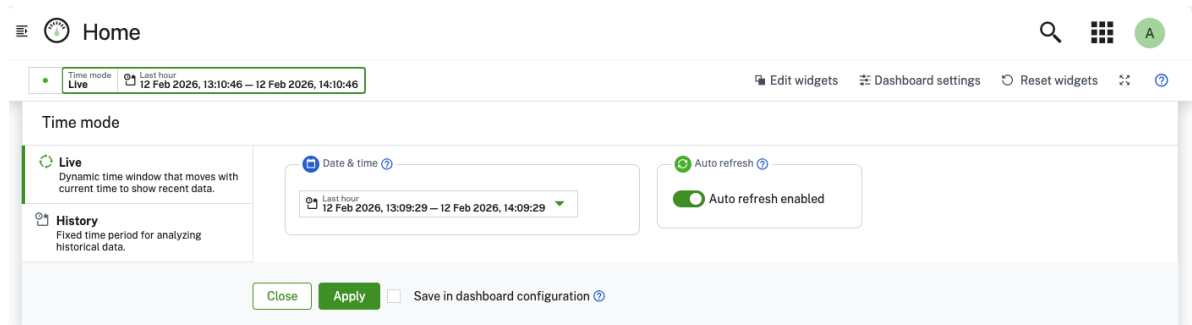 Home
A
Time mode
Live
Last hour
12 Feb 2026, 13:10:46 — 12 Feb 2026, 14:10:46
Edit widgets
Dashboard settings
Reset widgets
Time mode
Live
Dynamic time window that moves with
current time to show recent data.
History
Fixed time period for analyzing
historical data.
Date & time
Last hour
12 Feb 2026, 13:09:29 — 12 Feb 2026, 14:09:29
Auto refresh
Auto refresh enabled
Close
Apply
Save in dashboard configuration